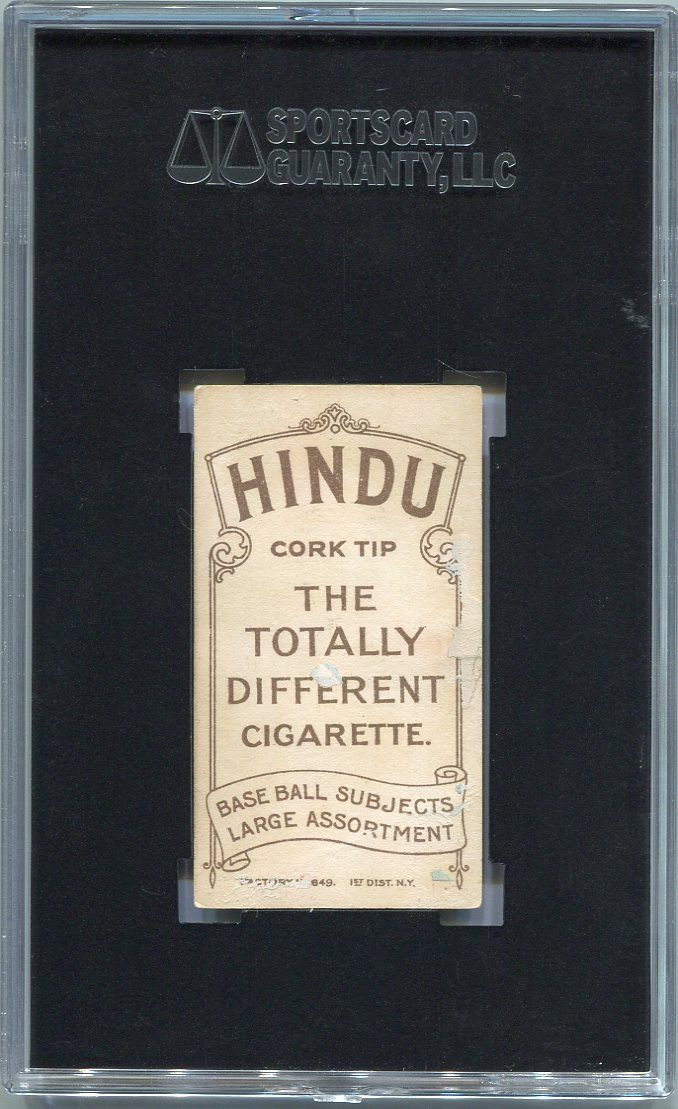 SPORTSCARD
GUARANTY, LLC
HINDU
CORK TIP
THE
TOTALLY
DIFFERENT
CIGARETTE.
BASE BALL SUBJECTS
LARGE ASSORTMENT
649. 1ST DIST. N.Y.